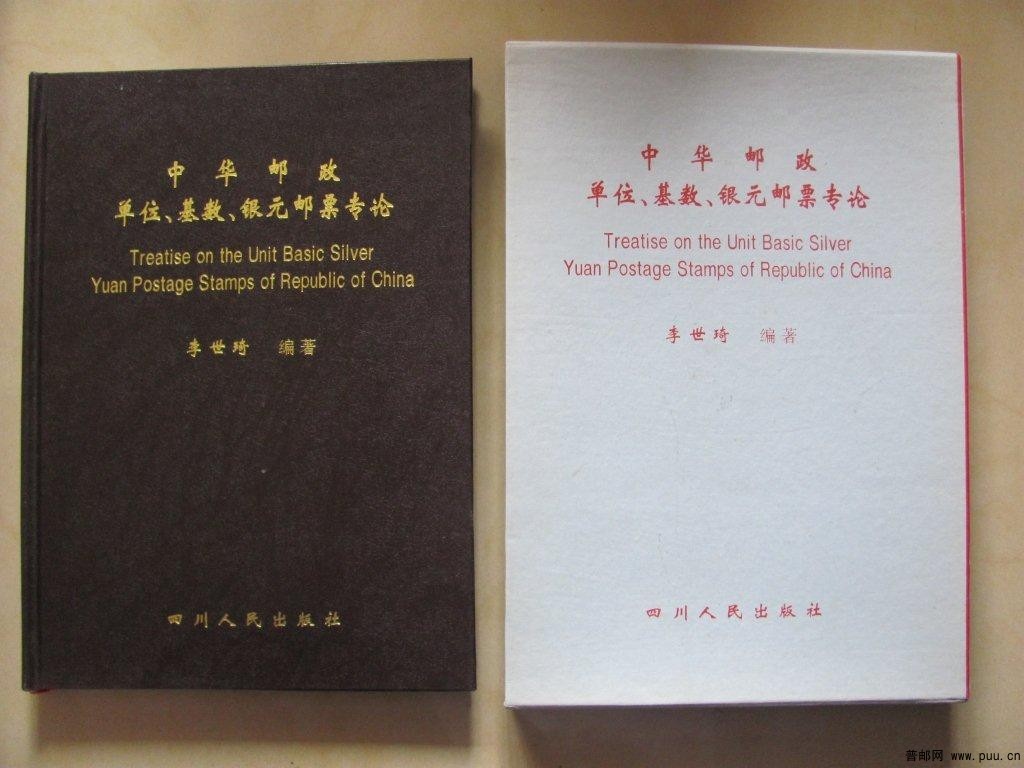 中华邮政
单位、基数、银元邮票专论
Treatise on the Unit Basic Silver
Yuan Postage Stamps of Republic of China
李世琦 编著
四川人民出版社
中华邮政
单位、基数、银元邮票专论
Treatise on the Unit Basic Silver
Yuan Postage Stamps of Republic of China
李世琦 编著
四川人民出版社
普邮网 www.puu.cn